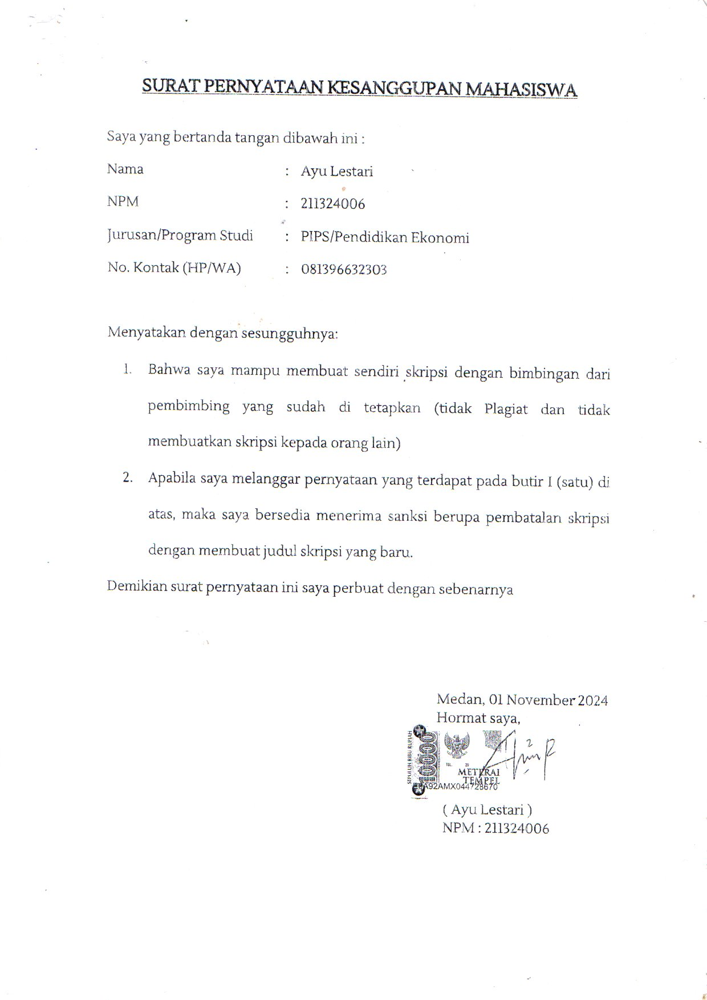 SURAT PERNYATAAN KESANGGUPAN MAHASISWA
Saya yang bertanda tangan dibawah ini :
Nama : Ayu Lestari
NPM : 211324006
Jurusan/Program Studi : PIPS/Pendidikan Ekonomi
No. Kontak (HP/WA) : 081396632303
Menyatakan dengan sesungguhnya:
1. Bahwa saya mampu membuat sendiri skripsi dengan bimbingan dari
pembimbing yang sudah di tetapkan (tidak Plagiat dan tidak
membuatkan skripsi kepada orang lain)
2. Apabila saya melanggar pernyataan yang terdapat pada butir 1 (satu) di
atas, maka saya bersedia menerima sanksi berupa pembatalan skripsi
dengan membuat judul skripsi yang baru.
Demikian surat pernyataan ini saya perbuat dengan sebenarnya
Medan, 01 November 2024
Hormat saya,
SEPULUH RIBU RUPIAH
10000
TGL. 20
METERAI
TEMPEL
( Ayu Lestari )
NPM : 211324006